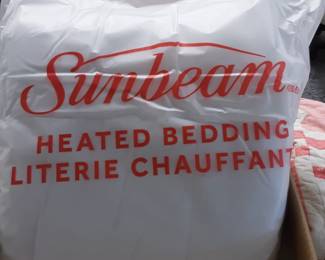 Sunbeam
HEATED BEDDING
LITERIE CHAUFFANT